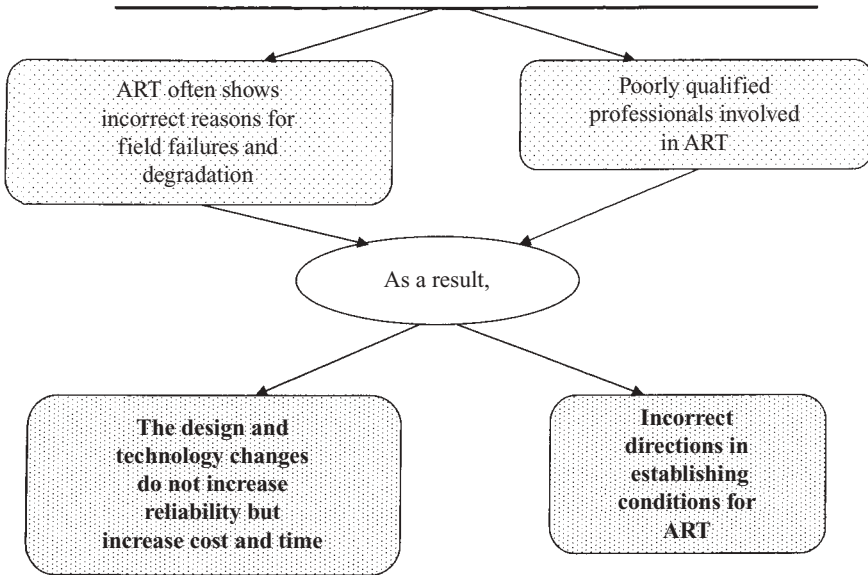 ART often shows
incorrect reasons for
field failures and
degradation
Poorly qualified
professionals involved
in ART
As a result,
The design and
technology changes
do not increase
reliability but
increase cost and time
Incorrect
directions in
establishing
conditions for
ART